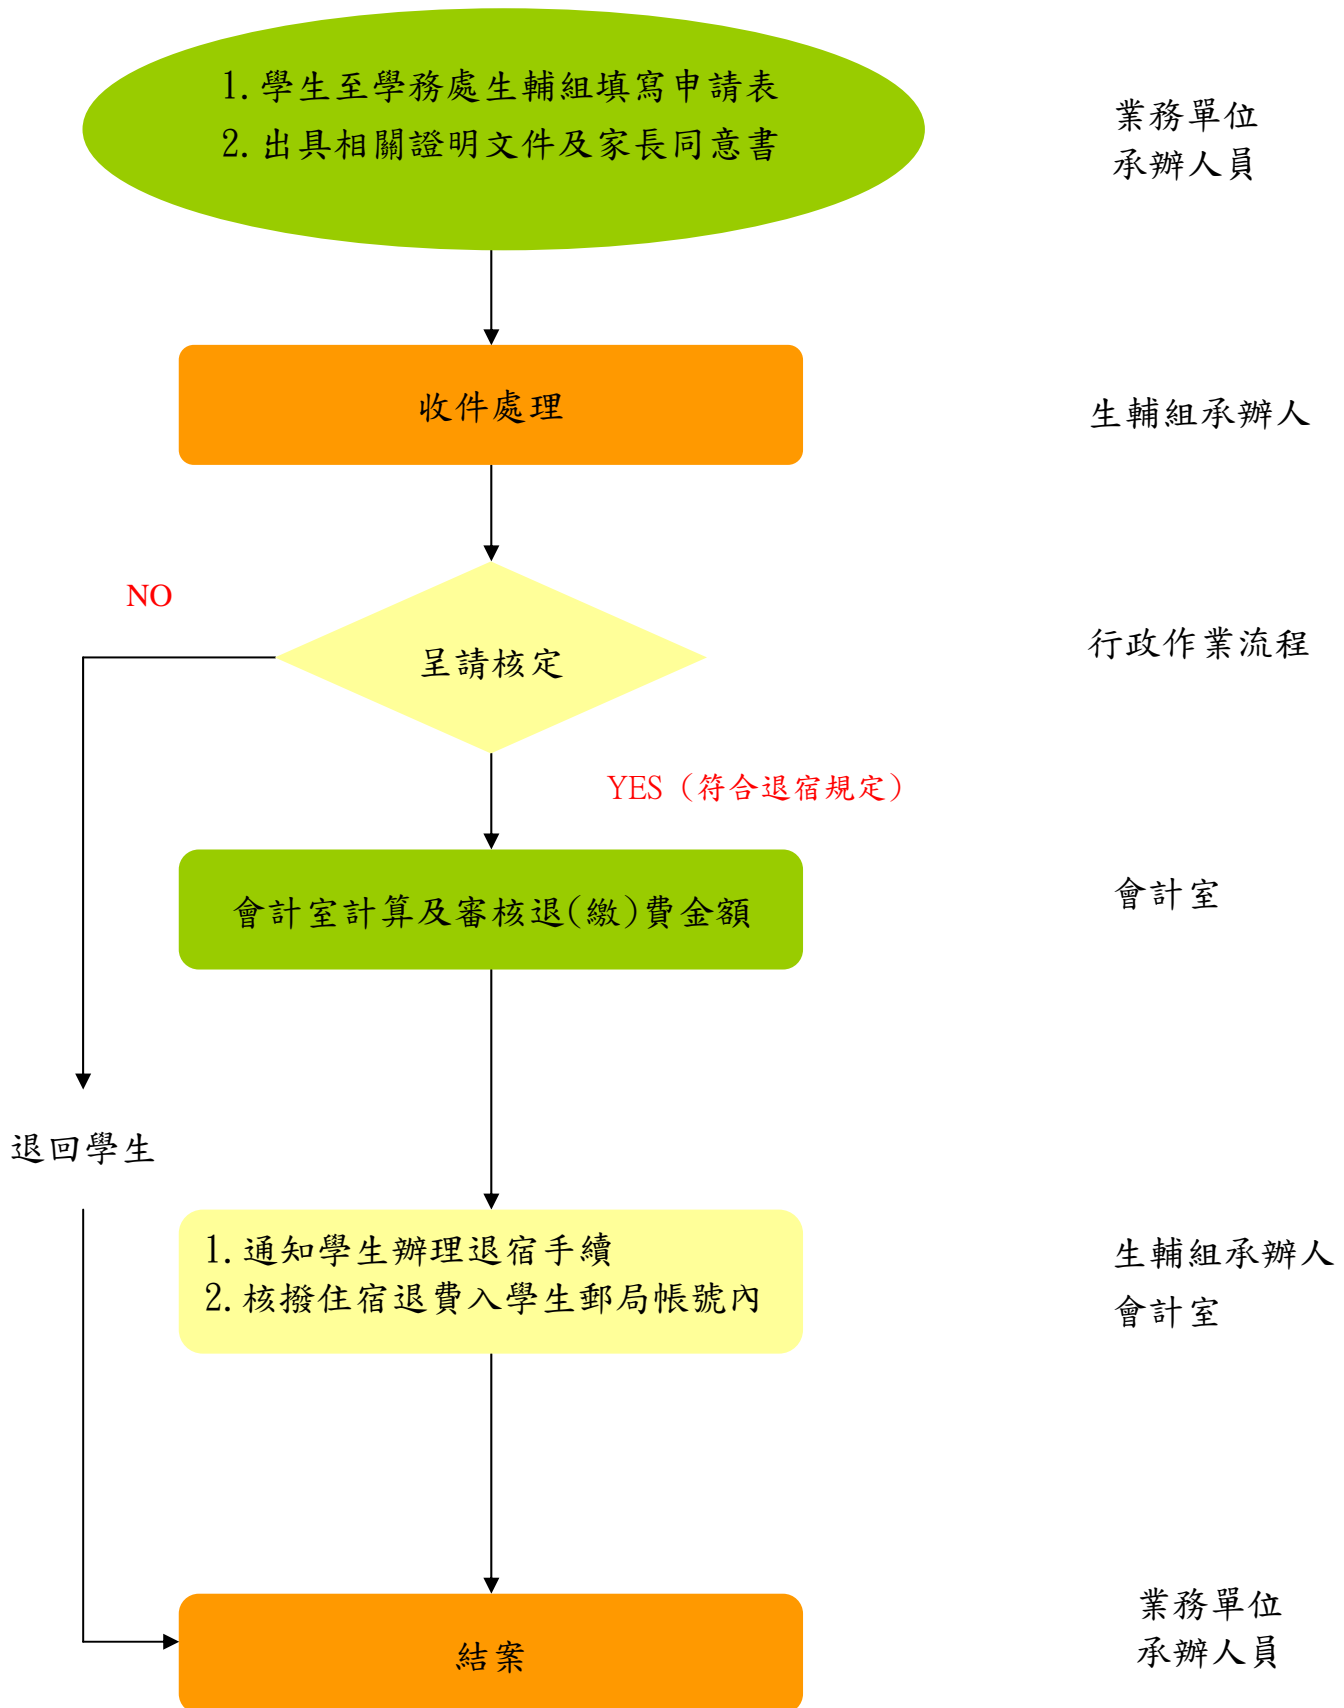 1. 學生至學務處生輔組填寫申請表
2. 出具相關證明文件及家長同意書
業務單位
承辦人員
收件處理
生輔組承辦人
NO
呈請核定
行政作業流程
YES（符合退宿規定）
會計室計算及審核退(繳)費金額
會計室
退回學生
1. 通知學生辦理退宿手續
2. 核撥住宿退費入學生郵局帳號內
生輔組承辦人
會計室
結案
業務單位
承辦人員